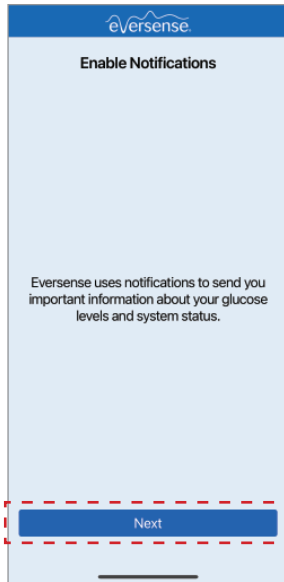 eversense.
Enable Notifications
Eversense uses notifications to send you
important information about your glucose
levels and system status.
Next